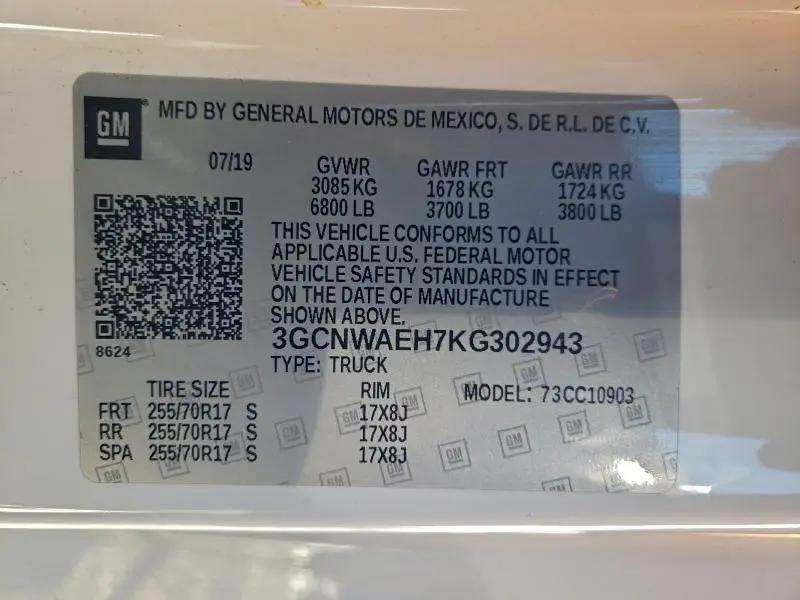 GM MFD BY GENERAL MOTORS DE MEXICO, S. DE R.L. DE C.V.
07/19 GVWR GAWR FRT GAWR RR
3085 KG 1678 KG 1724 KG
6800 LB 3700 LB 3800 LB
THIS VEHICLE CONFORMS TO ALL
APPLICABLE U.S. FEDERAL MOTOR
VEHICLE SAFETY STANDARDS IN EFFECT
ON THE DATE OF MANUFACTURE
SHOWN ABOVE.
3GCNWAEH7KG302943
8624
TYPE: TRUCK
TIRE SIZE RIM MODEL: 73CC10903
FRT 255/70R17 S 17X8J
RR 255/70R17 S 17X8J
SPA 255/70R17 S 17X8J